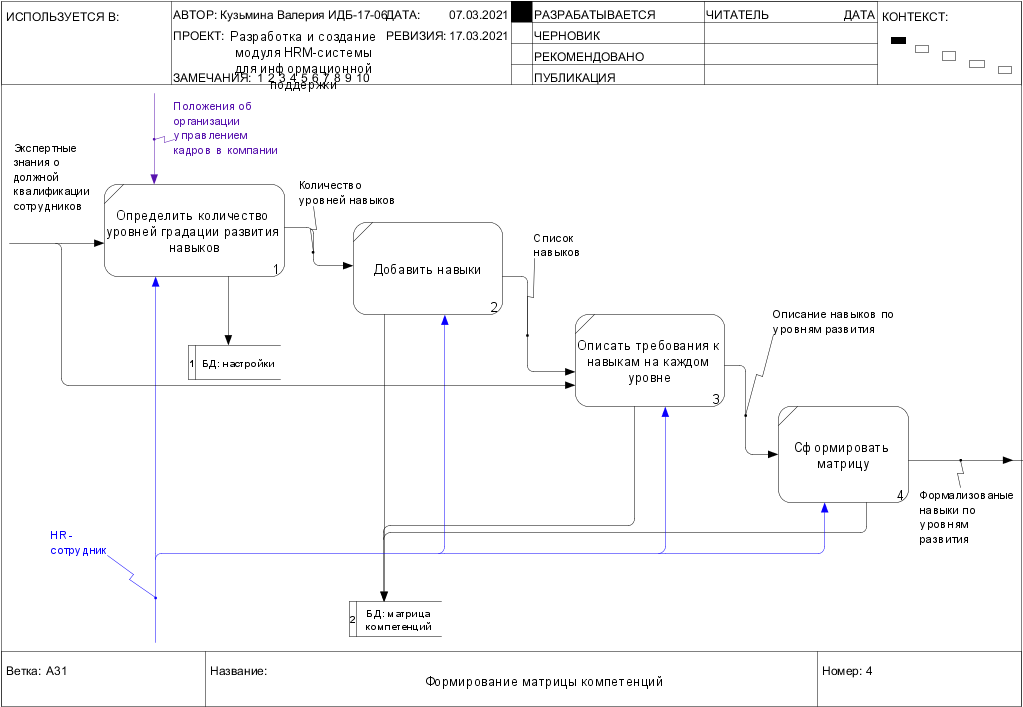 ИСПОЛЬЗУЕТСЯ В:
АВТОР: Кузьмина Валерия ИДБ-17-06
ДАТА: 07.03.2021
ПРОЕКТ: Разработка и создание
модуля HRM-системы
для информационной
поддержки
РЕВИЗИЯ: 17.03.2021
ЗАМЕЧАНИЯ: 1 2 3 4 5 6 7 8 9 10
РАЗРАБАТЫВАЕТСЯ
ЧЕРНОВИК
РЕКОМЕНДОВАНО
ПУБЛИКАЦИЯ
ЧИТАТЕЛЬ
ДАТА
КОНТЕКСТ:
Положения об
организации
управлением
кадров в компании
Экспертные
знания о
должной
квалификации
сотрудников
Определить количество
уровней градации развития
навыков
1
Количество
уровней навыков
Добавить навыки
2
Список
навыков
1 БД: настройки
Описать требования к
навыкам на каждом
уровне
3
Описание навыков по
уровням развития
Сформировать
матрицу
4
Формализованые
навыки по
уровням
развития
HR-
сотрудник
2
БД: матрица
компетенций
Ветка: A31
Название:
Формирование матрицы компетенций
Номер: 4